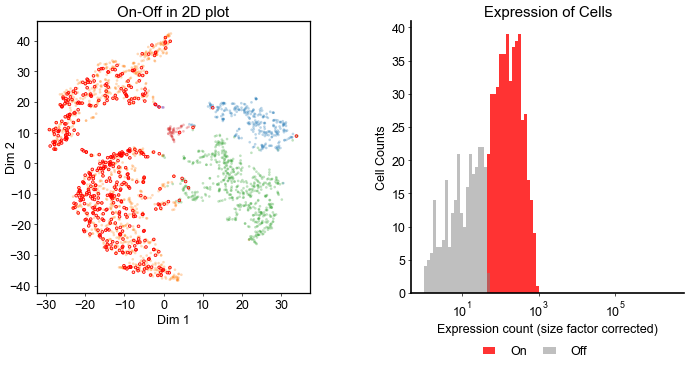 On-Off in 2D plot
Dim 2
40
30
20
10
0
−10
−20
−30
−40
−30 −20 −10 0 10 20 30
Dim 1
Expression of Cells
Cell Counts
40
35
30
25
20
15
10
5
0
10^1 10^3 10^5
Expression count (size factor corrected)
On Off